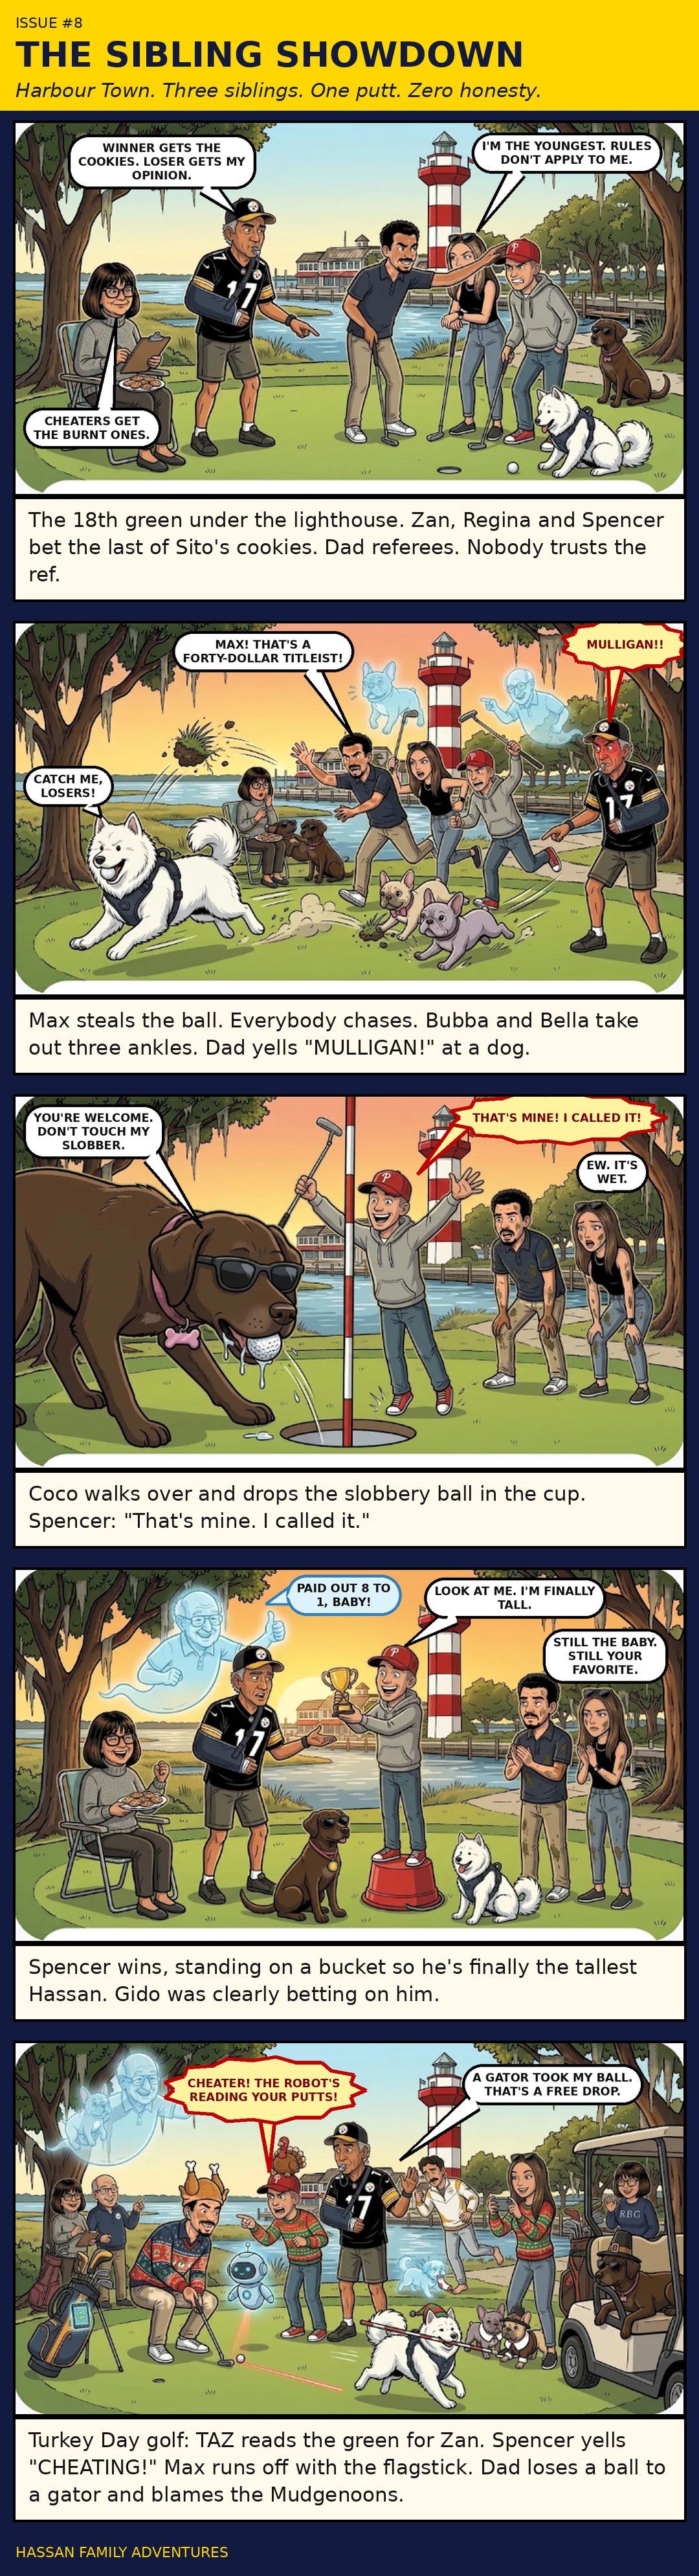 ISSUE #8
THE SIBLING SHOWDOWN
Harbour Town. Three siblings. One putt. Zero honesty.
WINNER GETS THE
COOKIES. LOSER GETS MY
OPINION.
I'M THE YOUNGEST. RULES
DON'T APPLY TO ME.
17
P
CHEATERS GET
THE BURNT ONES.
The 18th green under the lighthouse. Zan, Regina and Spencer
bet the last of Sito's cookies. Dad referees. Nobody trusts the
ref.
MAX! THAT'S A
FORTY-DOLLAR TITLEIST!
MULLIGAN!!
CATCH ME,
LOSERS!
P
17
Max steals the ball. Everybody chases. Bubba and Bella take
out three ankles. Dad yells "MULLIGAN!" at a dog.
YOU'RE WELCOME.
DON'T TOUCH MY
SLOBBER.
THAT'S MINE! I CALLED IT!
EW. IT'S
WET.
P
Coco walks over and drops the slobbery ball in the cup.
Spencer: "That's mine. I called it."
PAID OUT 8 TO
1, BABY!
LOOK AT ME. I'M FINALLY
TALL.
STILL THE BABY.
STILL YOUR
FAVORITE.
P
17
Spencer wins, standing on a bucket so he's finally the tallest
Hassan. Gido was clearly betting on him.
CHEATER! THE ROBOT'S
READING YOUR PUTTS!
A GATOR TOOK MY BALL.
THAT'S A FREE DROP.
P
7
RBG
Turkey Day golf: TAZ reads the green for Zan. Spencer yells
"CHEATING!" Max runs off with the flagstick. Dad loses a ball to
a gator and blames the Mudgenoons.
HASSAN FAMILY ADVENTURES